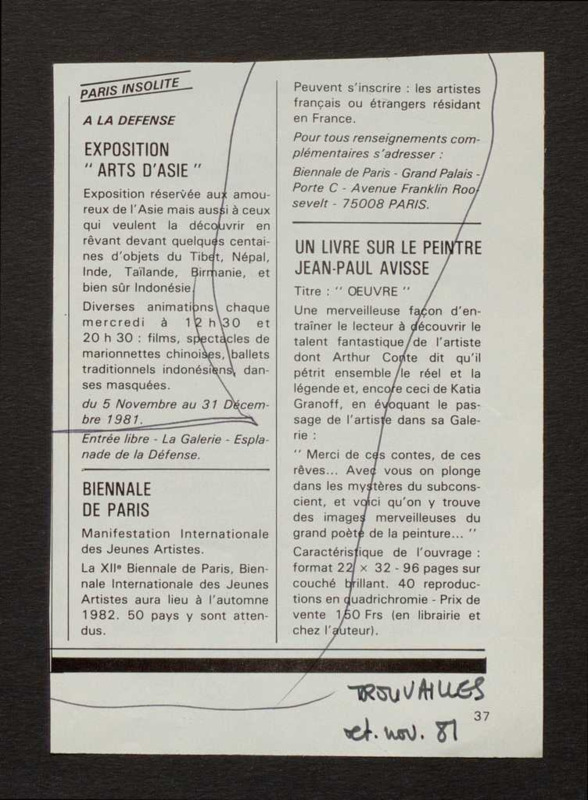 PARIS INSOLITE
A LA DEFENSE
EXPOSITION
“ ARTS D'ASIE ”
Exposition réservée aux amou-
reux de l'Asie mais aussi à ceux
qui veulent la découvrir en
rêvant devant quelques centai-
nes d'objets du Tibet, Népal,
Inde, Taïlande, Birmanie, et
bien sûr Indonésie.
Diverses animations chaque
mercredi à 12 h 30 et
20 h 30 : films, spectacles de
marionnettes chinoises, ballets
traditionnels indonésiens, dan-
ses masquées.
du 5 Novembre au 31 Décem-
bre 1981.
Entrée libre - La Galerie - Espla-
nade de la Défense.
BIENNALE
DE PARIS
Manifestation Internationale
des Jeunes Artistes.
La XIIᵉ Biennale de Paris, Bien-
nale Internationale des Jeunes
Artistes aura lieu à l'automne
1982. 50 pays y sont atten-
dus.
Peuvent s'inscrire : les artistes
français ou étrangers résidant
en France.
Pour tous renseignements com-
plémentaires s'adresser :
Biennale de Paris - Grand Palais -
Porte C - Avenue Franklin Roo-
sevelt - 75008 PARIS.
UN LIVRE SUR LE PEINTRE
JEAN-PAUL AVISSE
Titre : “ OEUVRE ”
Une merveilleuse façon d'en-
traîner le lecteur à découvrir le
talent fantastique de l'artiste
dont Arthur Conte dit qu'il
pétrit ensemble le réel et la
légende et, encore ceci de Katia
Granoff, en évoquant le pas-
sage de l'artiste dans sa Gale-
rie :
“ Merci de ces contes, de ces
rêves... Avec vous on plonge
dans les mystères du subcons-
cient, et voici qu'on y trouve
des images merveilleuses du
grand poète de la peinture... ”
Caractéristique de l'ouvrage :
format 22 × 32 - 96 pages sur
couché brillant. 40 reproduc-
tions en quadrichromie - Prix de
vente 150 Frs (en librairie et
chez l'auteur).
TROUVAILLES
oct. nov. 81
37